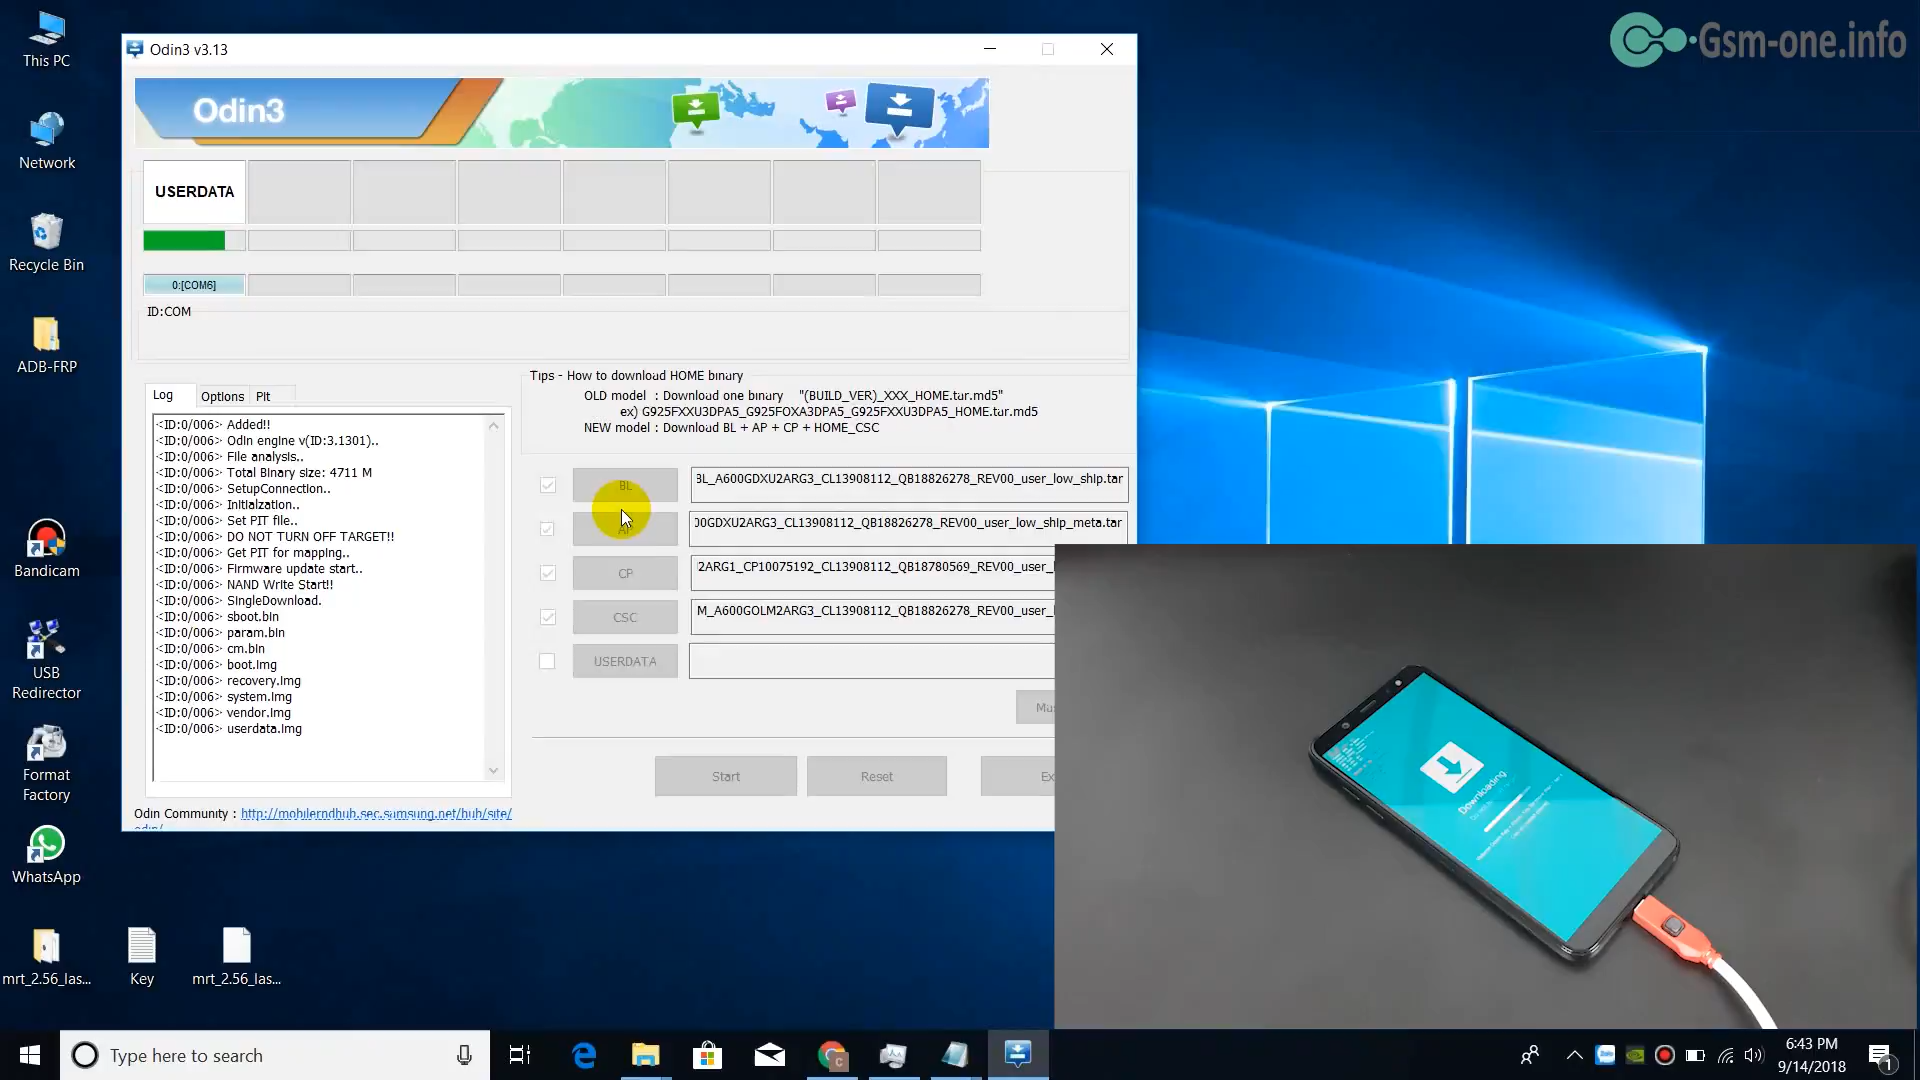 Gsm-one.info
This PC
Network
Recycle Bin
ADB-FRP
Bandicam
USB
Redirector
Format
Factory
WhatsApp
mrt_2.56_las...
Key
mrt_2.56_las...
Odin3 v3.13
Odin3
USERDATA
0:[COM6]
ID:COM
Log
Options
Pit
<ID:0/006> Added!!
<ID:0/006> Odin engine v(ID:3.1301)..
<ID:0/006> File analysis..
<ID:0/006> Total Binary size: 4711 M
<ID:0/006> SetupConnection..
<ID:0/006> Initialzation..
<ID:0/006> Set PIT file..
<ID:0/006> DO NOT TURN OFF TARGET!!
<ID:0/006> Get PIT for mapping..
<ID:0/006> Firmware update start..
<ID:0/006> NAND Write Start!!
<ID:0/006> SingleDownload.
<ID:0/006> sboot.bin
<ID:0/006> param.bin
<ID:0/006> cm.bin
<ID:0/006> boot.img
<ID:0/006> recovery.img
<ID:0/006> system.img
<ID:0/006> vendor.img
<ID:0/006> userdata.img
Odin Community : http://mobilerndhub.sec.samsung.net/hub/site/
odin/
Tips - How to download HOME binary
OLD model : Download one binary "(BUILD_VER)_XXX_HOME.tar.md5"
ex) G925FXXU3DPA5_G925FOXA3DPA5_G925FXXU3DPA5_HOME.tar.md5
NEW model : Download BL + AP + CP + HOME_CSC
BL
BL_A600GDXU2ARG3_CL13908112_QB18826278_REV00_user_low_ship.tar
AP
00GDXU2ARG3_CL13908112_QB18826278_REV00_user_low_ship_meta.tar
CP
2ARG1_CP10075192_CL13908112_QB18780569_REV00_user_
CSC
M_A600GOLM2ARG3_CL13908112_QB18826278_REV00_user_
USERDATA
Ma
Start
Reset
Ex
Downloading
Type here to search
6:43 PM
9/14/2018
1